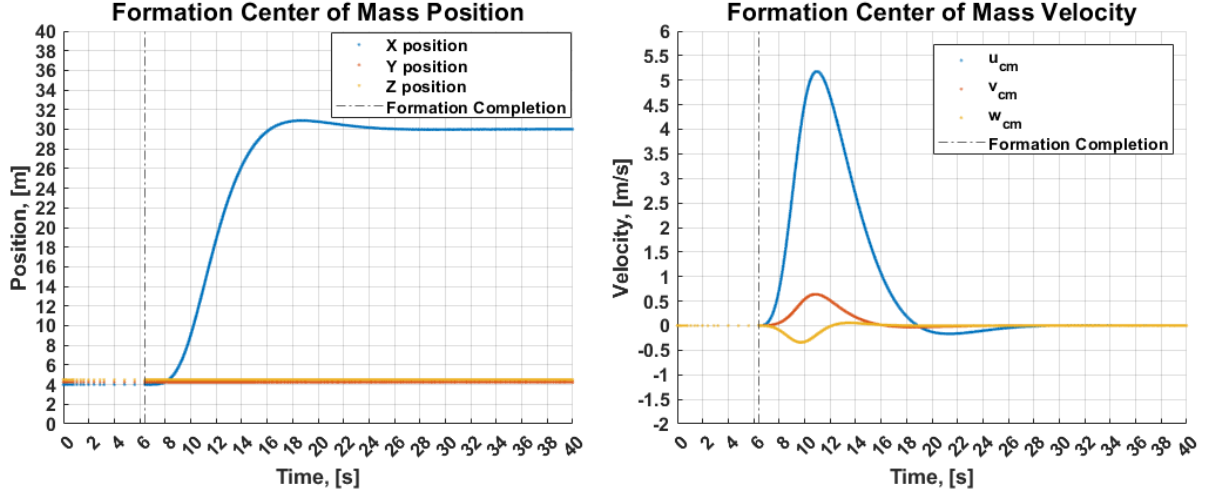 Formation Center of Mass Position
40
38
36
34
32
30
28
26
24
22
20
18
16
14
12
10
8
6
4
2
0
Position, [m]
X position
Y position
Z position
Formation Completion
0 2 4 6 8 10 12 14 16 18 20 22 24 26 28 30 32 34 36 38 40
Time, [s]
Formation Center of Mass Velocity
6
5.5
5
4.5
4
3.5
3
2.5
2
1.5
1
0.5
0
-0.5
-1
-1.5
-2
Velocity, [m/s]
u_cm
v_cm
w_cm
Formation Completion
0 2 4 6 8 10 12 14 16 18 20 22 24 26 28 30 32 34 36 38 40
Time, [s]